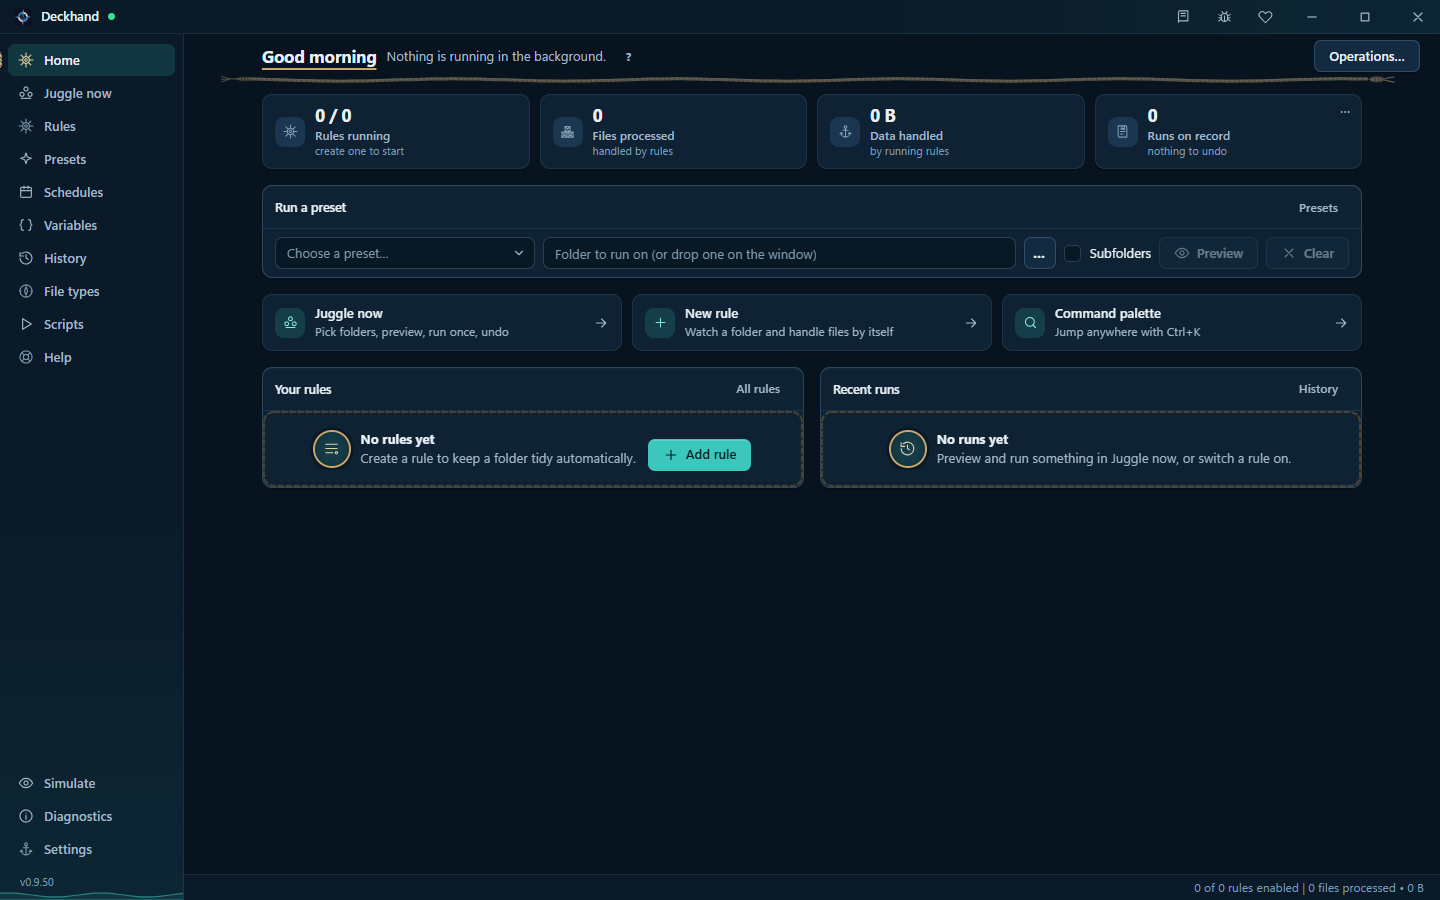 Deckhand
Home
Juggle now
Rules
Presets
Schedules
Variables
History
File types
Scripts
Help
Simulate
Diagnostics
Settings
v0.9.50
Good morning Nothing is running in the background. ?
Operations...
0 / 0
Rules running
create one to start
0
Files processed
handled by rules
0 B
Data handled
by running rules
0
Runs on record
nothing to undo
...
Run a preset
Presets
Choose a preset...
Folder to run on (or drop one on the window)
...
Subfolders
Preview
Clear
Juggle now
Pick folders, preview, run once, undo
New rule
Watch a folder and handle files by itself
Command palette
Jump anywhere with Ctrl+K
Your rules
All rules
No rules yet
Create a rule to keep a folder tidy automatically.
Add rule
Recent runs
History
No runs yet
Preview and run something in Juggle now, or switch a rule on.
0 of 0 rules enabled | 0 files processed • 0 B